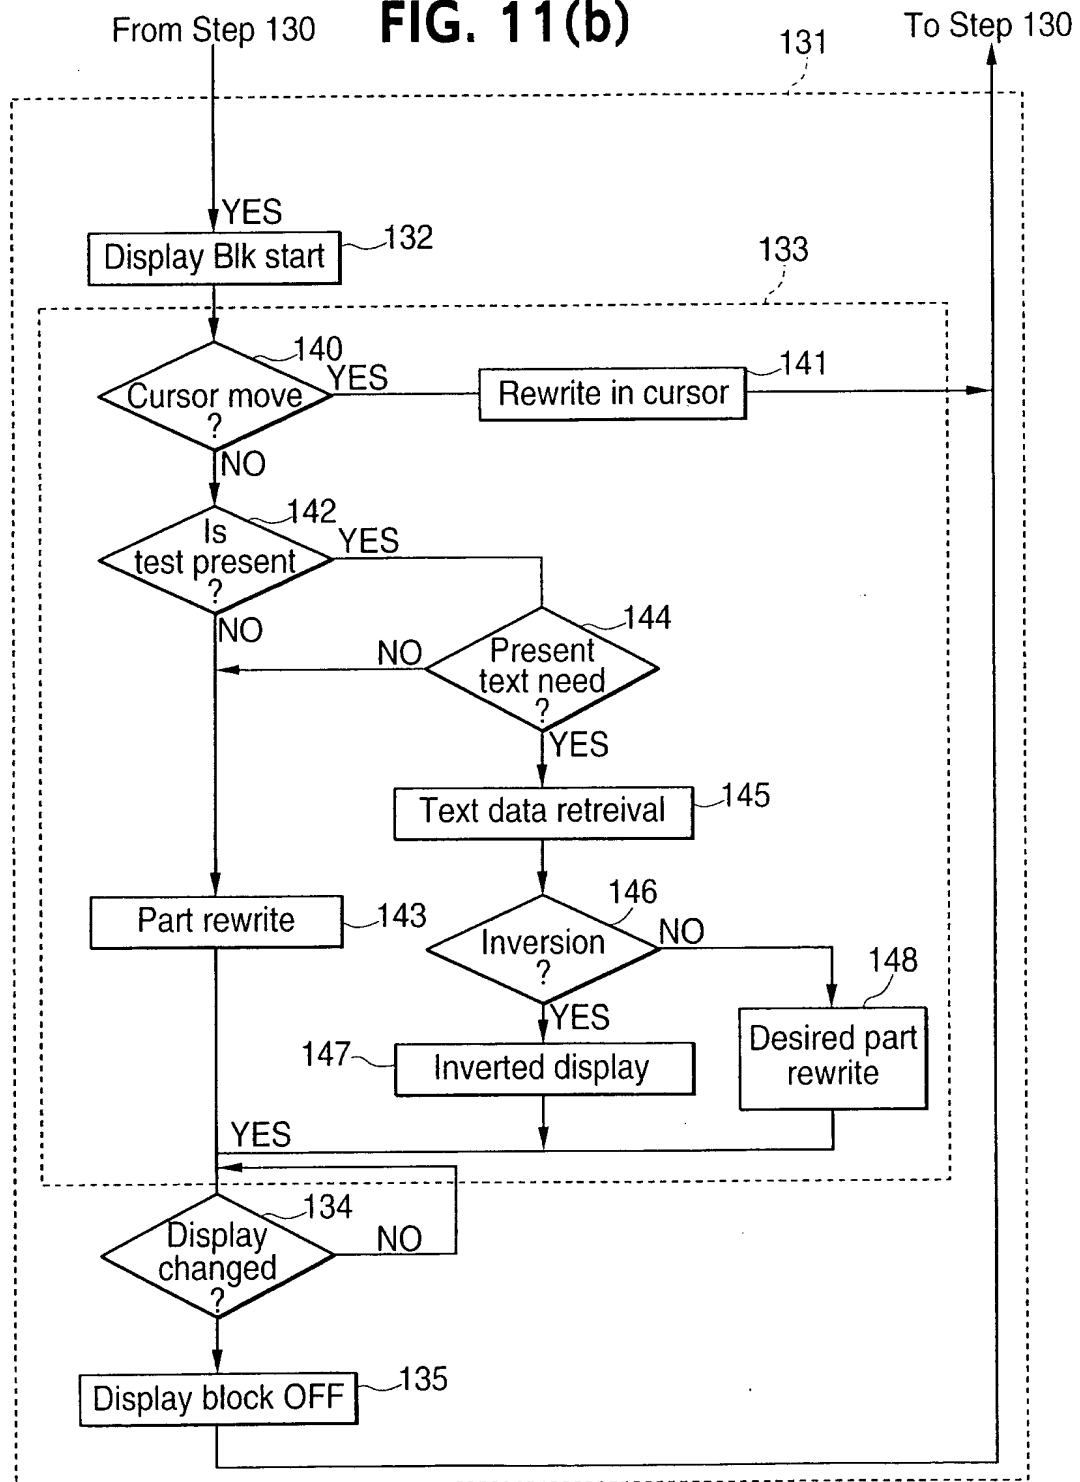 FIG. 11(b)
From Step 130
To Step 130
131
YES
Display Blk start
132
133
140
Cursor move
?
YES
Rewrite in cursor
141
NO
142
Is
test present
?
YES
NO
144
Present
text need
?
NO
YES
Text data retreival
145
146
Inversion
?
NO
Part rewrite
143
148
YES
Desired part
rewrite
147
Inverted display
YES
134
Display
changed
?
NO
Display block OFF
135